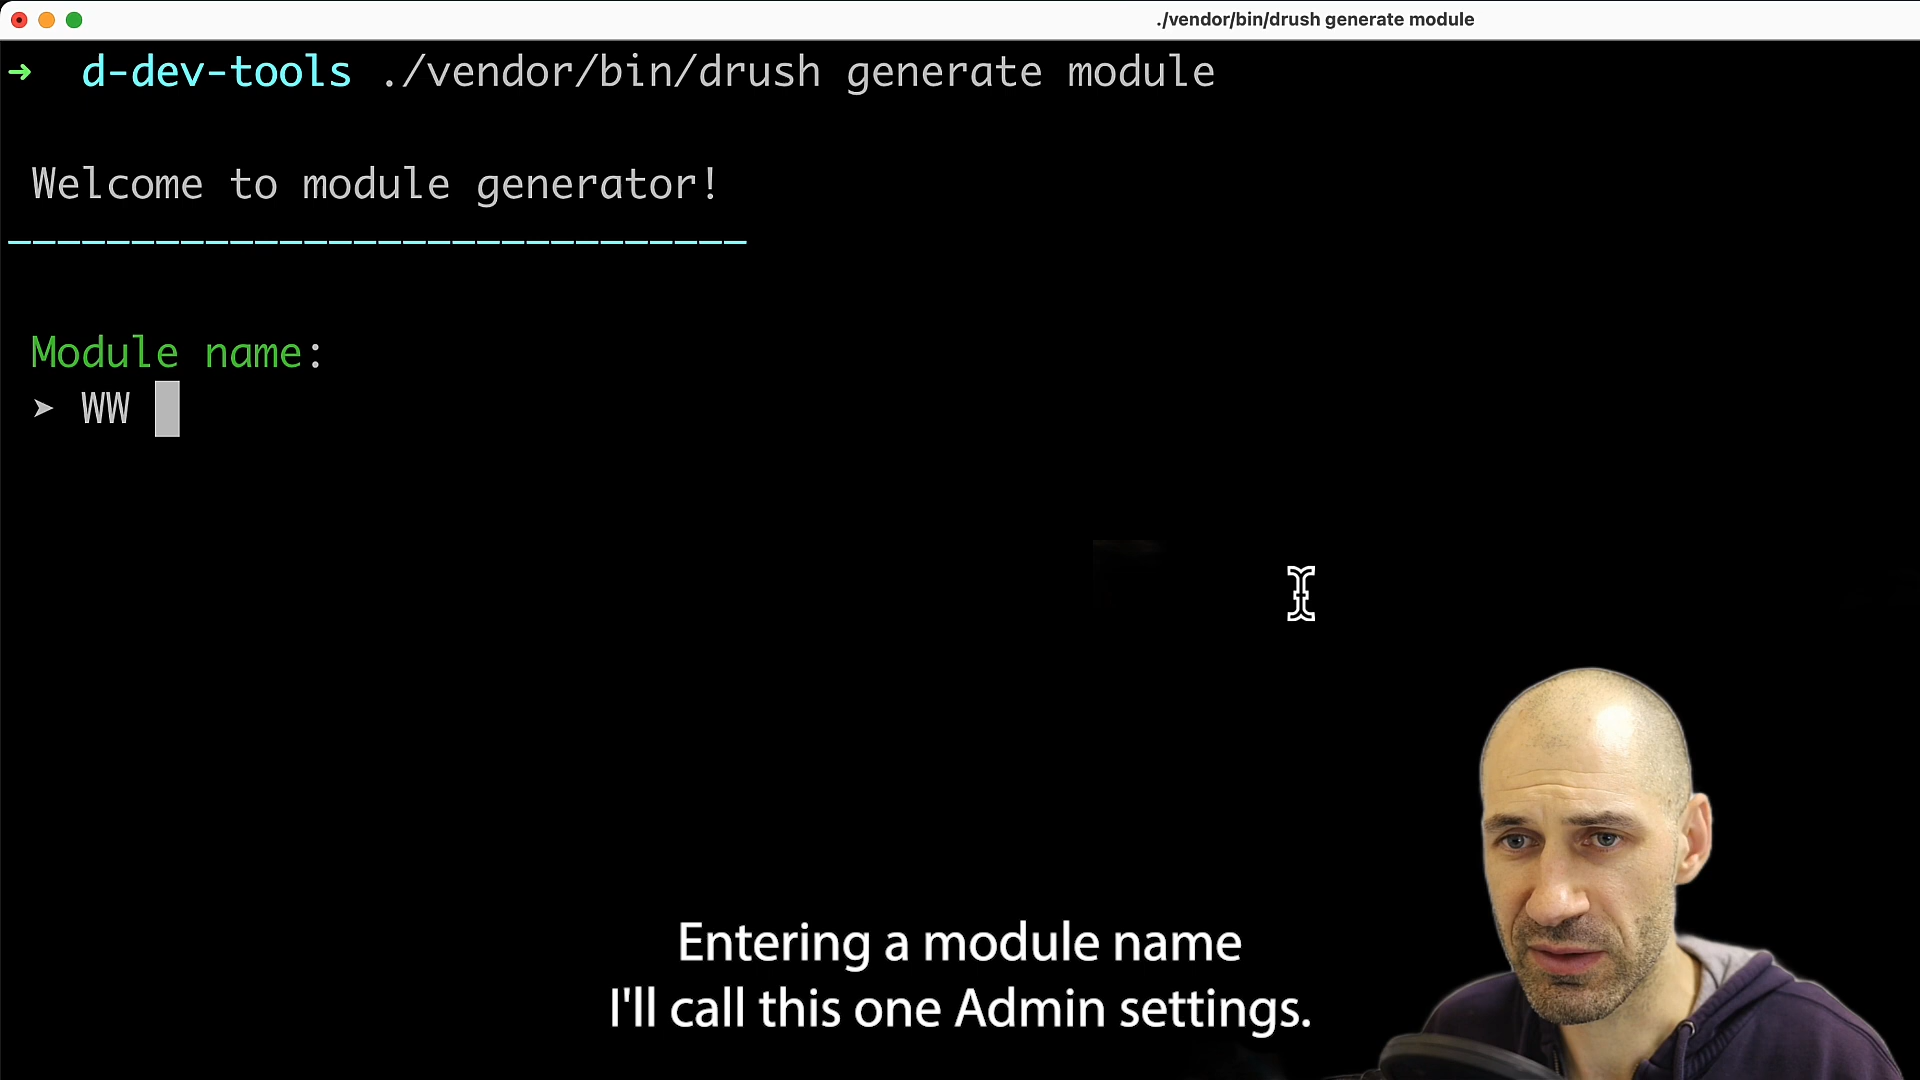 ./vendor/bin/drush generate module
➜ d-dev-tools ./vendor/bin/drush generate module
Welcome to module generator!
––––––––––––––––––––––––––––––
Module name:
➤ WW
Entering a module name
I'll call this one Admin settings.